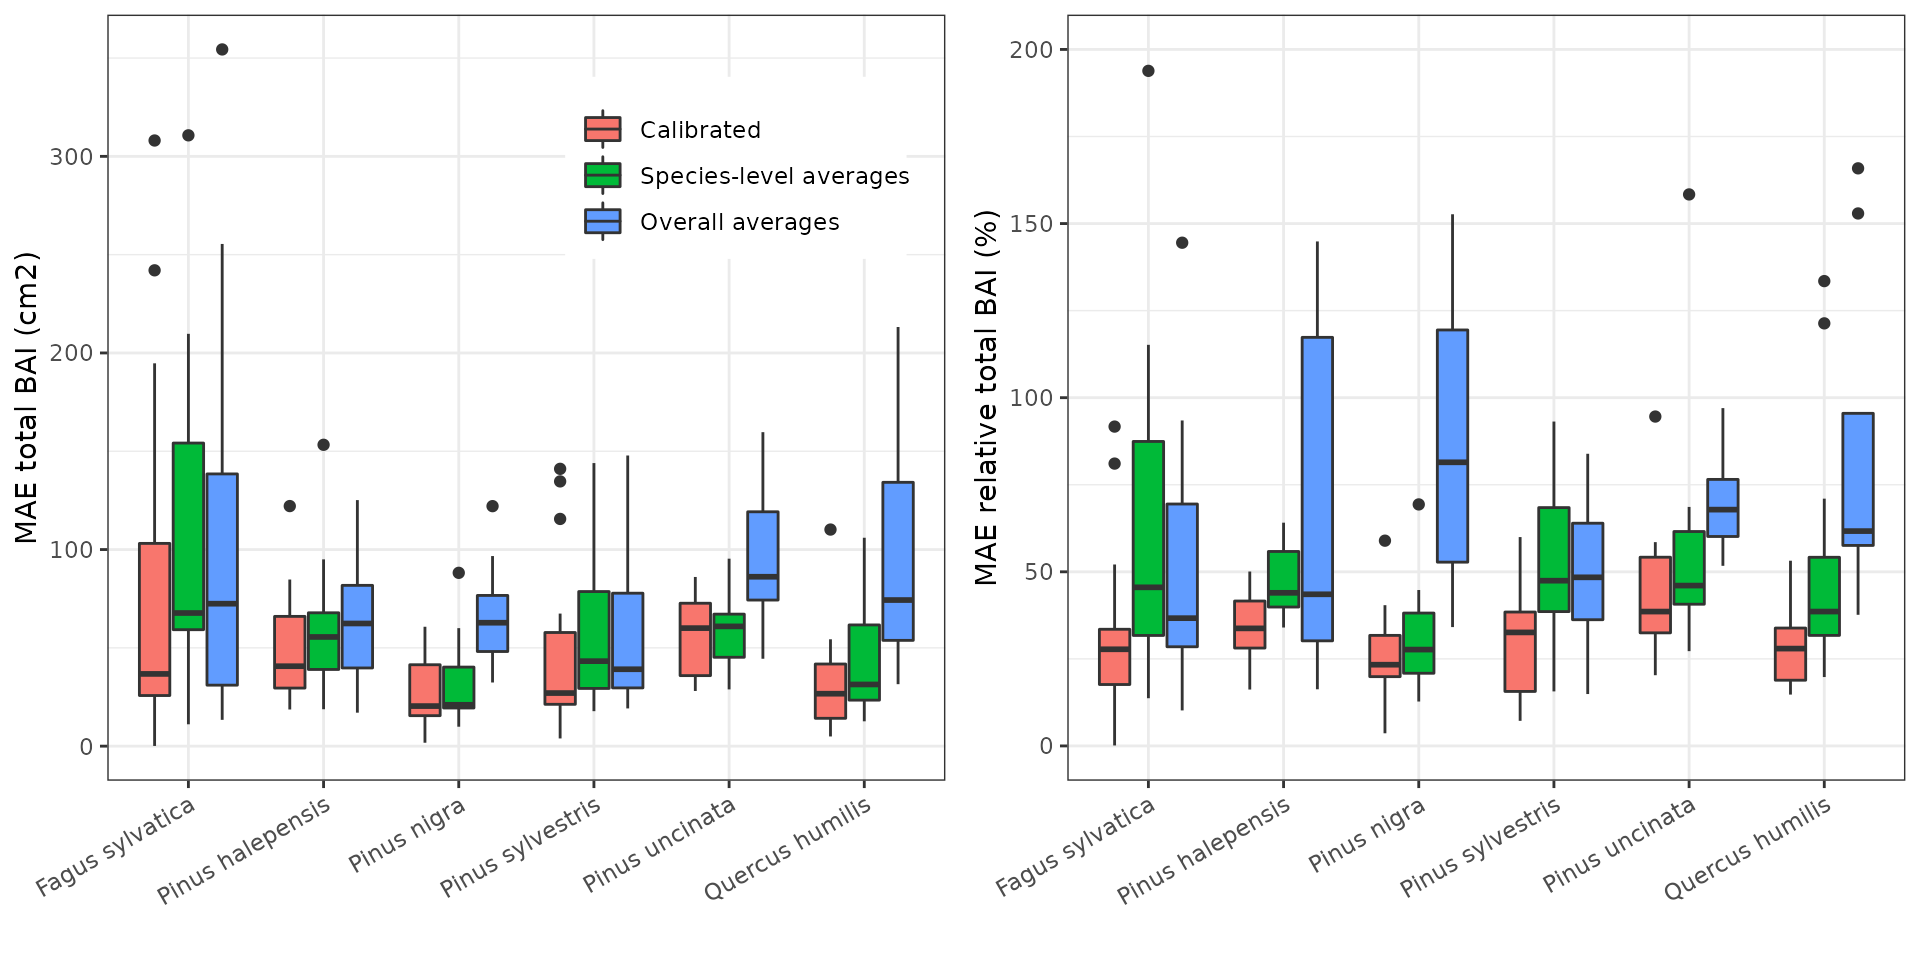 MAE total BAI (cm2)
300
200
100
0
Calibrated
Species-level averages
Overall averages
Fagus sylvatica
Pinus halepensis
Pinus nigra
Pinus sylvestris
Pinus uncinata
Quercus humilis
MAE relative total BAI (%)
200
150
100
50
0
Fagus sylvatica
Pinus halepensis
Pinus nigra
Pinus sylvestris
Pinus uncinata
Quercus humilis